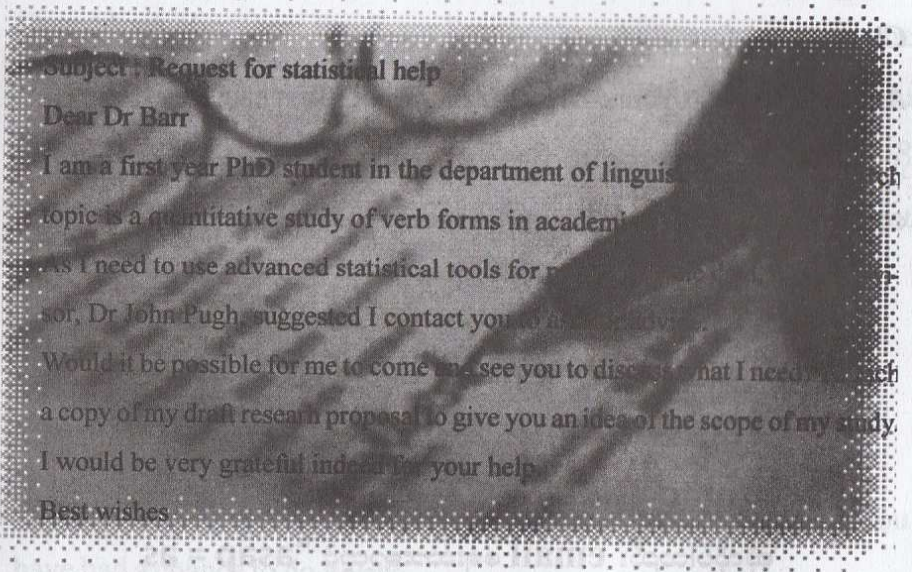 Subject : Request for statistical help
Dear Dr Barr
I am a first year PhD student in the department of linguis
topic is a quantitative study of verb forms in academi
As I need to use advanced statistical tools for
sor, Dr John Pugh, suggested I contact you to
Would it be possible for me to come and see you to discuss what I need
a copy of my draft researh proposal to give you an idea of the scope of my study.
I would be very grateful indeed for your help
Best wishes